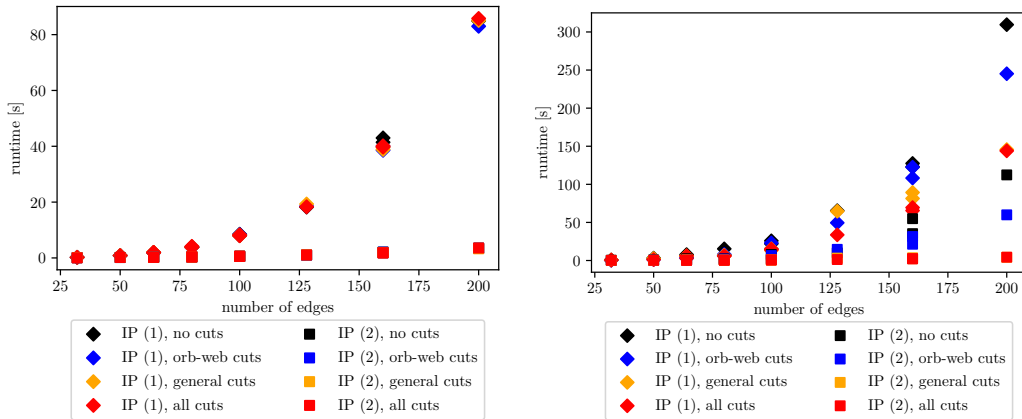 80
60
40
20
0
runtime [s]
25 50 75 100 125 150 175 200
number of edges
IP (1), no cuts
IP (1), orb-web cuts
IP (1), general cuts
IP (1), all cuts
IP (2), no cuts
IP (2), orb-web cuts
IP (2), general cuts
IP (2), all cuts
300
250
200
150
100
50
0
runtime [s]
25 50 75 100 125 150 175 200
number of edges
IP (1), no cuts
IP (1), orb-web cuts
IP (1), general cuts
IP (1), all cuts
IP (2), no cuts
IP (2), orb-web cuts
IP (2), general cuts
IP (2), all cuts